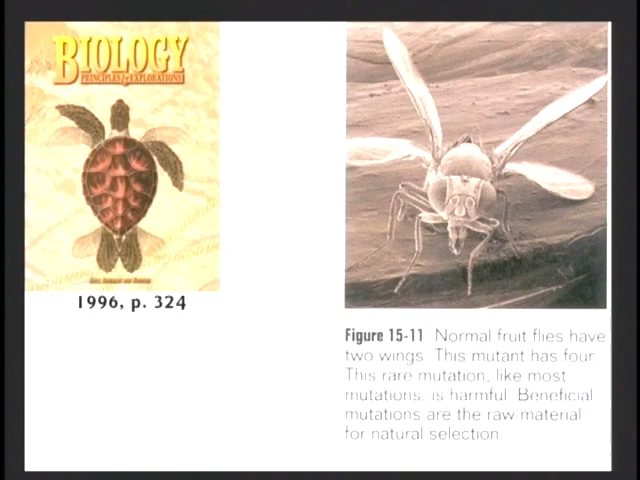 BIOLOGY
PRINCIPLES & EXPLORATIONS
1996, p. 324
Figure 15-11 Normal fruit flies have
two wings. This mutant has four.
This rare mutation, like most
mutations, is harmful. Beneficial
mutations are the raw material
for natural selection.